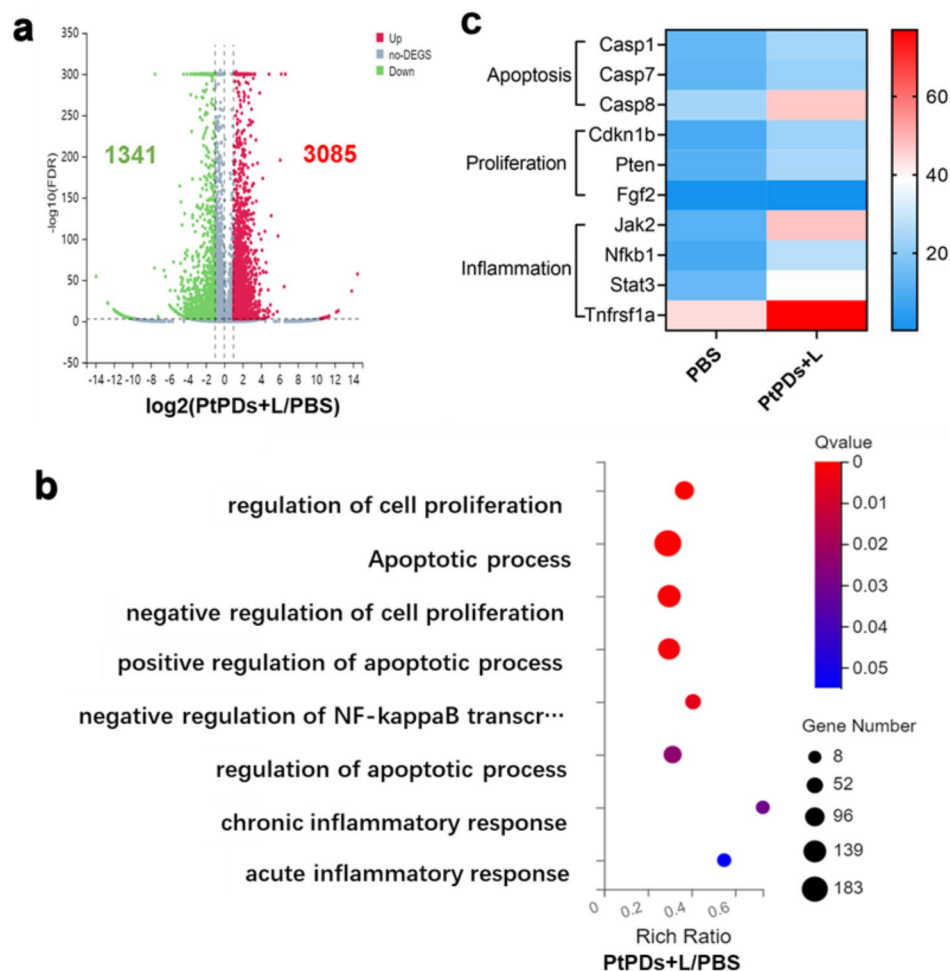 a
350
300
250
200
150
100
50
0
-50
-log10(FDR)
1341
3085
Up
no-DEGS
Down
-14 -12 -10 -8 -6 -4 -2 0 2 4 6 8 10 12 14
log2(PtPDs+L/PBS)
c
Apoptosis
Proliferation
Inflammation
Casp1
Casp7
Casp8
Cdkn1b
Pten
Fgf2
Jak2
Nfkb1
Stat3
Tnfrsf1a
PBS
PtPDs+L
60
40
20
b
regulation of cell proliferation
Apoptotic process
negative regulation of cell proliferation
positive regulation of apoptotic process
negative regulation of NF-kappaB transcr···
regulation of apoptotic process
chronic inflammatory response
acute inflammatory response
0 0.2 0.4 0.6
Rich Ratio
PtPDs+L/PBS
Qvalue
0
0.01
0.02
0.03
0.04
0.05
Gene Number
8
52
96
139
183